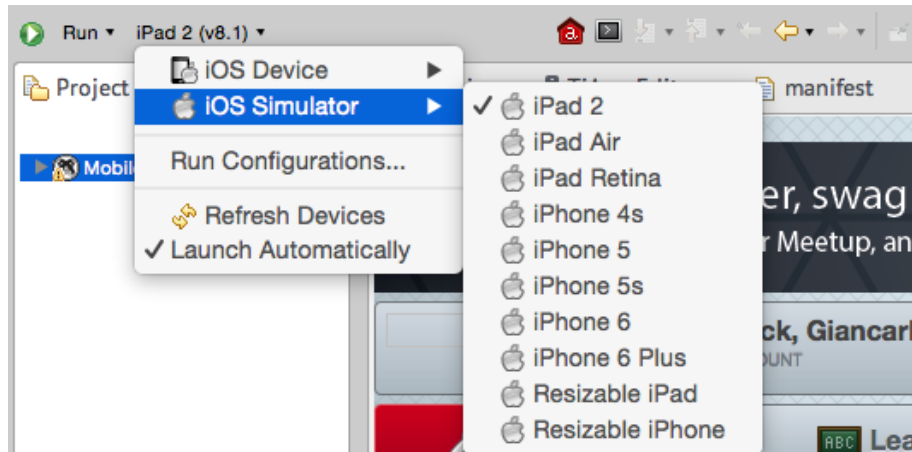 Run ▾ iPad 2 (v8.1) ▾
Project
manifest
iOS Device
iOS Simulator
Run Configurations...
Refresh Devices
Launch Automatically
iPad 2
iPad Air
iPad Retina
iPhone 4s
iPhone 5
iPhone 5s
iPhone 6
iPhone 6 Plus
Resizable iPad
Resizable iPhone
Mobil
er, swag
r Meetup, an
ck, Giancarl
OUNT
ABC Lea